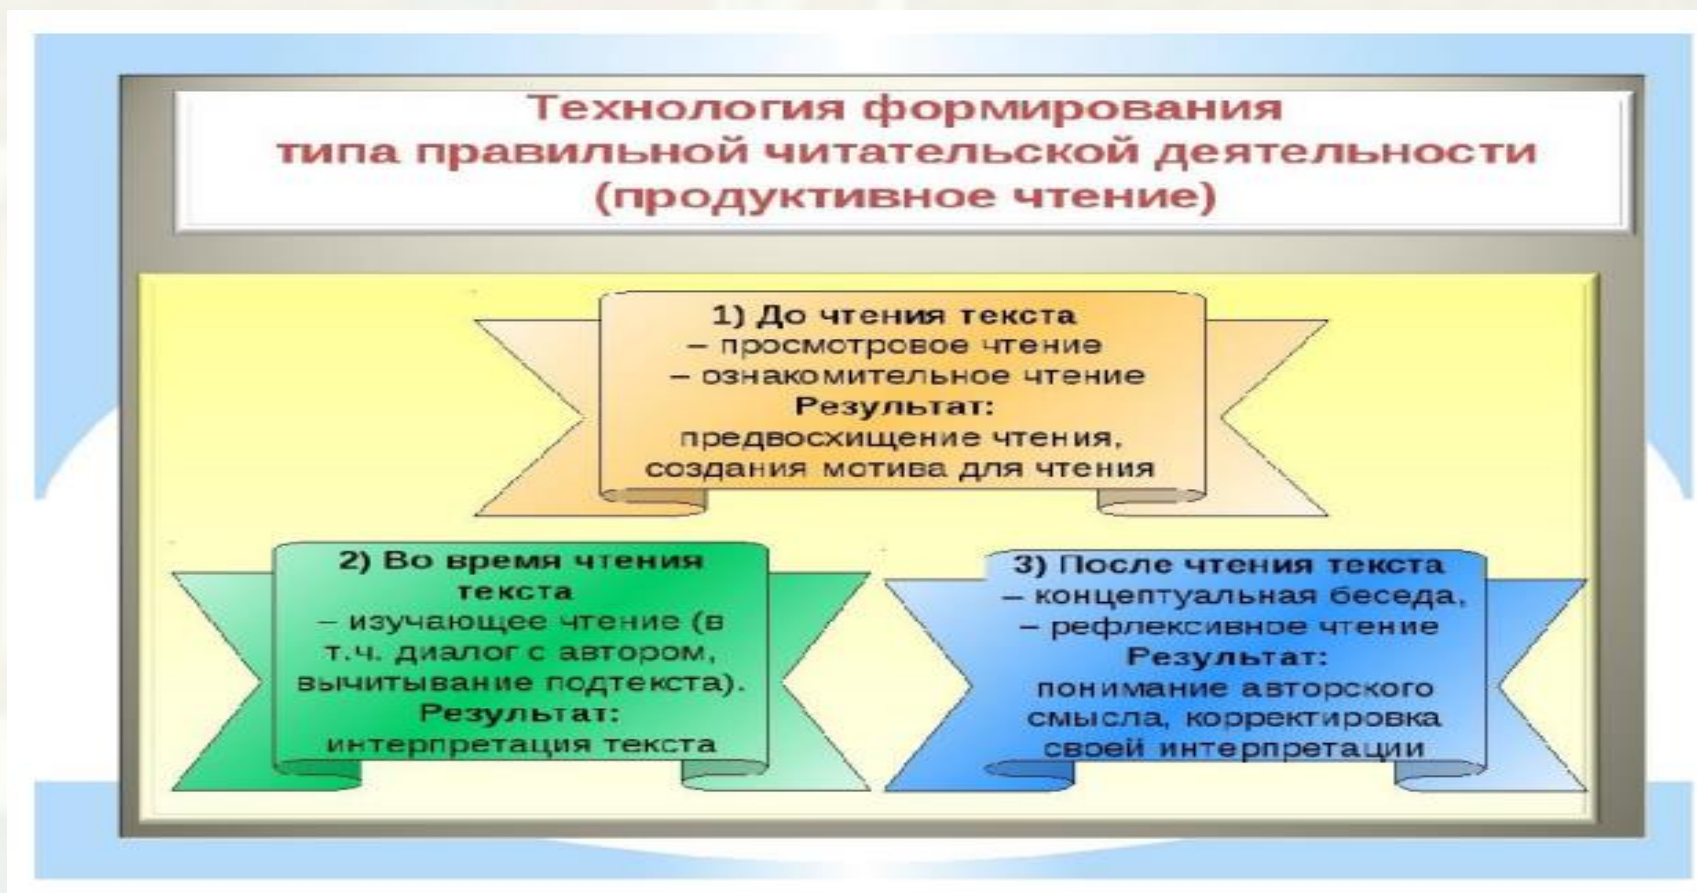 Технология формирования
типа правильной читательской деятельности
(продуктивное чтение)
1) До чтения текста
– просмотровое чтение
– ознакомительное чтение
Результат:
предвосхищение чтения,
создания мотива для чтения
2) Во время чтения
текста
– изучающее чтение (в
т.ч. диалог с автором,
вычитывание подтекста).
Результат:
интерпретация текста
3) После чтения текста
– концептуальная беседа,
– рефлексивное чтение
Результат:
понимание авторского
смысла, корректировка
своей интерпретации